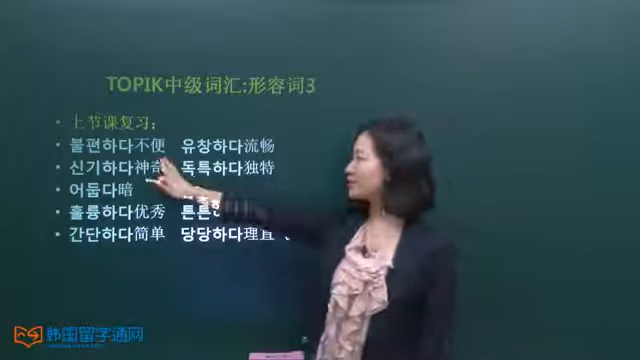 TOPIK中级词汇:形容词3
• 上节课复习:
• 불편하다不便 유창하다流畅
• 신기하다神奇 독특하다独特
• 어둡다暗
• 훌륭하다优秀 튼튼
• 간단하다简单 당당하다理直
韩国留学通网